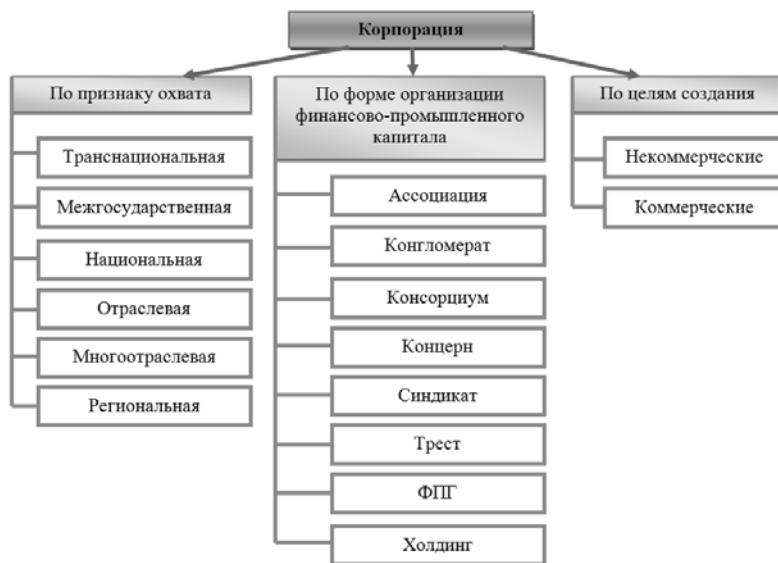 Корпорация
По признаку охвата
Транснациональная
Межгосударственная
Национальная
Отраслевая
Многоотраслевая
Региональная
По форме организации
финансово-промышленного
капитала
Ассоциация
Конгломерат
Консорциум
Концерн
Синдикат
Трест
ФПГ
Холдинг
По целям создания
Некоммерческие
Коммерческие